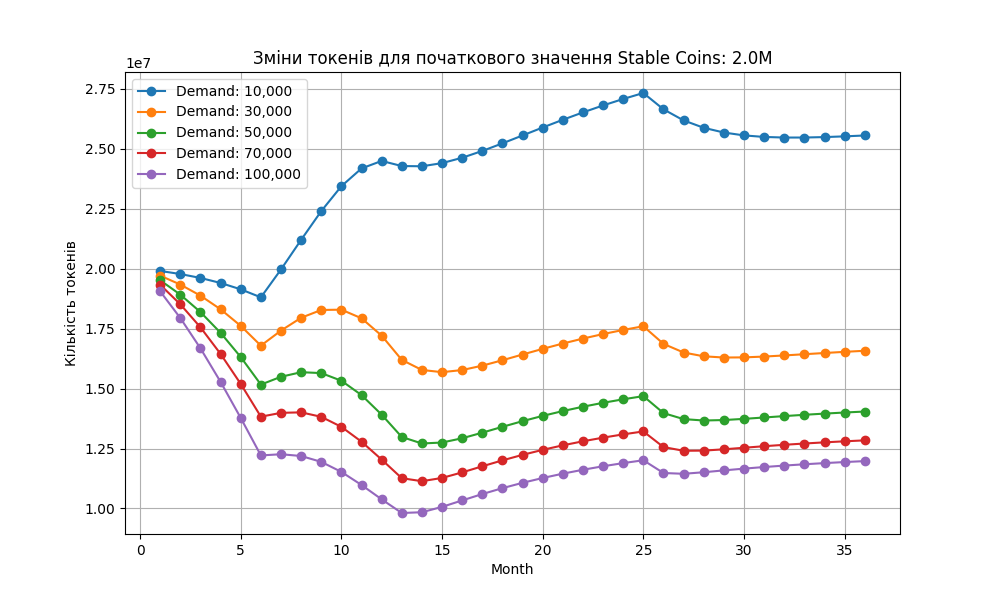 Зміни токенів для початкового значення Stable Coins: 2.0M
1e7
2.75
2.50
2.25
2.00
1.75
1.50
1.25
1.00
Кількість токенів
Demand: 10,000
Demand: 30,000
Demand: 50,000
Demand: 70,000
Demand: 100,000
0 5 10 15 20 25 30 35
Month